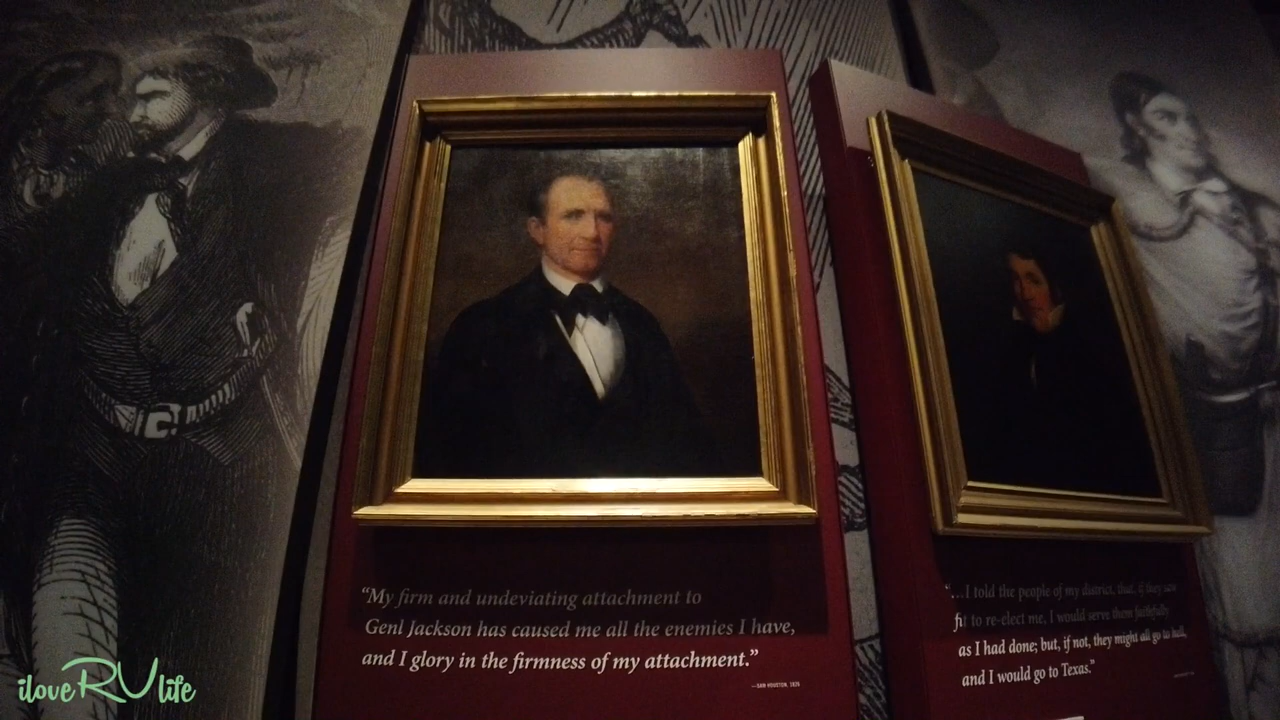 “My firm and undeviating attachment to
Genl Jackson has caused me all the enemies I have,
and I glory in the firmness of my attachment.”
—SAM HOUSTON, 1826
“...I told the people of my district, that, if they saw
fit to re-elect me, I would serve them faithfully
as I had done; but, if not, they might all go to hell,
and I would go to Texas.”
iloveRVlife